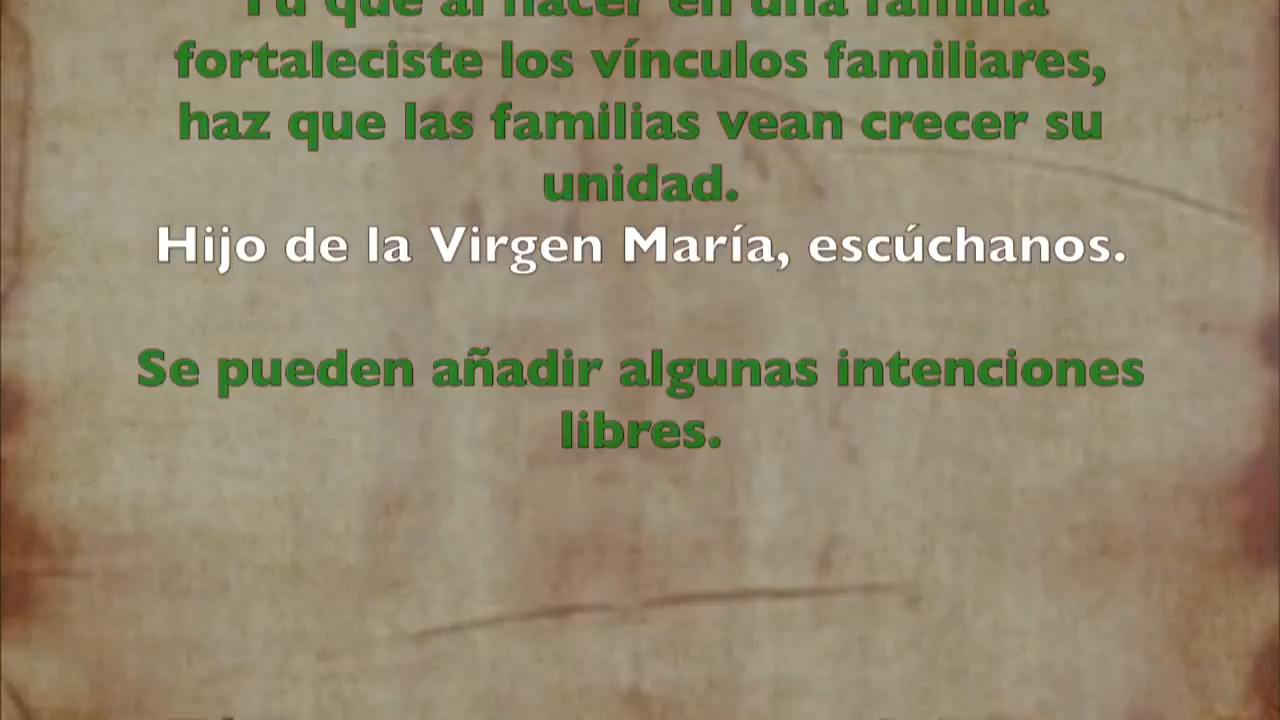 Tú que al nacer en una familia
fortaleciste los vínculos familiares,
haz que las familias vean crecer su
unidad.
Hijo de la Virgen María, escúchanos.
Se pueden añadir algunas intenciones
libres.